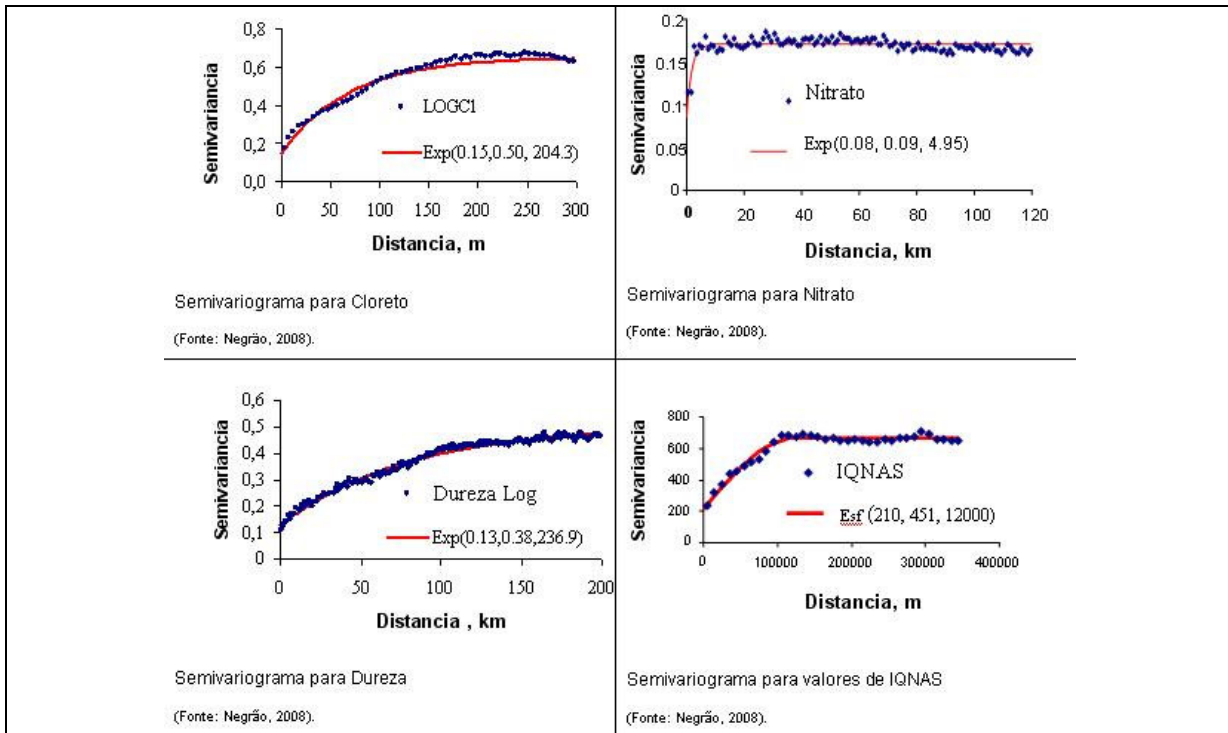 0,8
0,6
0,4
0,2
0,0
Semivariancia
LOGC1
Exp(0.15,0.50, 204.3)
0 50 100 150 200 250 300
Distancia, m
Semivariograma para Cloreto
(Fonte: Negrão, 2008).
0.2
0.15
0.1
0.05
0
Semivariancia
Nitrato
Exp(0.08, 0.09, 4.95)
0 20 40 60 80 100 120
Distancia, km
Semivariograma para Nitrato
(Fonte: Negrão, 2008).
0,6
0,5
0,4
0,3
0,2
0,1
0
Semivariancia
Dureza Log
Exp(0.13,0.38,236.9)
0 50 100 150 200
Distancia , km
Semivariograma para Dureza
(Fonte: Negrão, 2008).
800
600
400
200
0
Semivariancia
IQNAS
Esf (210, 451, 12000)
0 100000 200000 300000 400000
Distancia, m
Semivariograma para valores de IQNAS
(Fonte: Negrão, 2008).